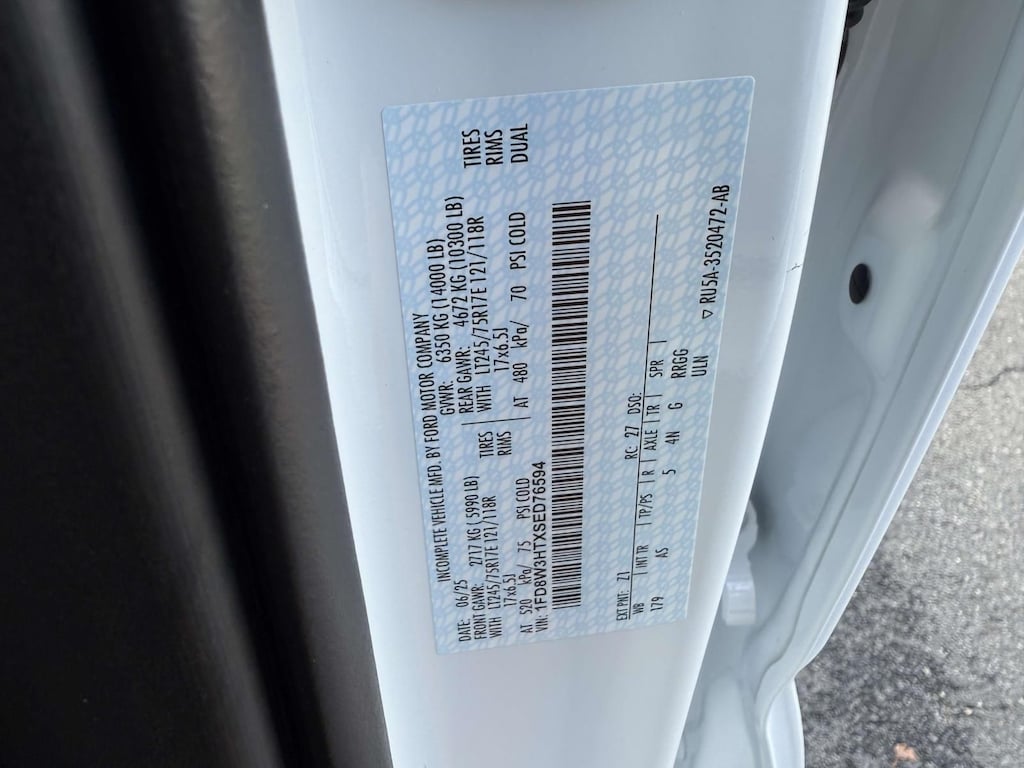 INCOMPLETE VEHICLE MFD. BY FORD MOTOR COMPANY
DATE: 06/25 GVWR: 6350 KG (14000 LB)
FRONT GAWR: 2717 KG (5990 LB) REAR GAWR: 4672 KG (10300 LB)
WITH LT245/75R17E 121/118R TIRES WITH LT245/75R17E 121/118R TIRES
17x6.5J RIMS 17x6.5J RIMS
AT 520 kPa/ 75 PSI COLD AT 480 kPa/ 70 PSI COLD DUAL
VIN: 1FD8W3HTXSED76594
EXT PNT: Z1 RC: 27 DSO:
WB INT TR TP/PS R AXLE TR SPR
179 AS 5 4N G RRGG
ULN
▽ RU5A-3520472-AB